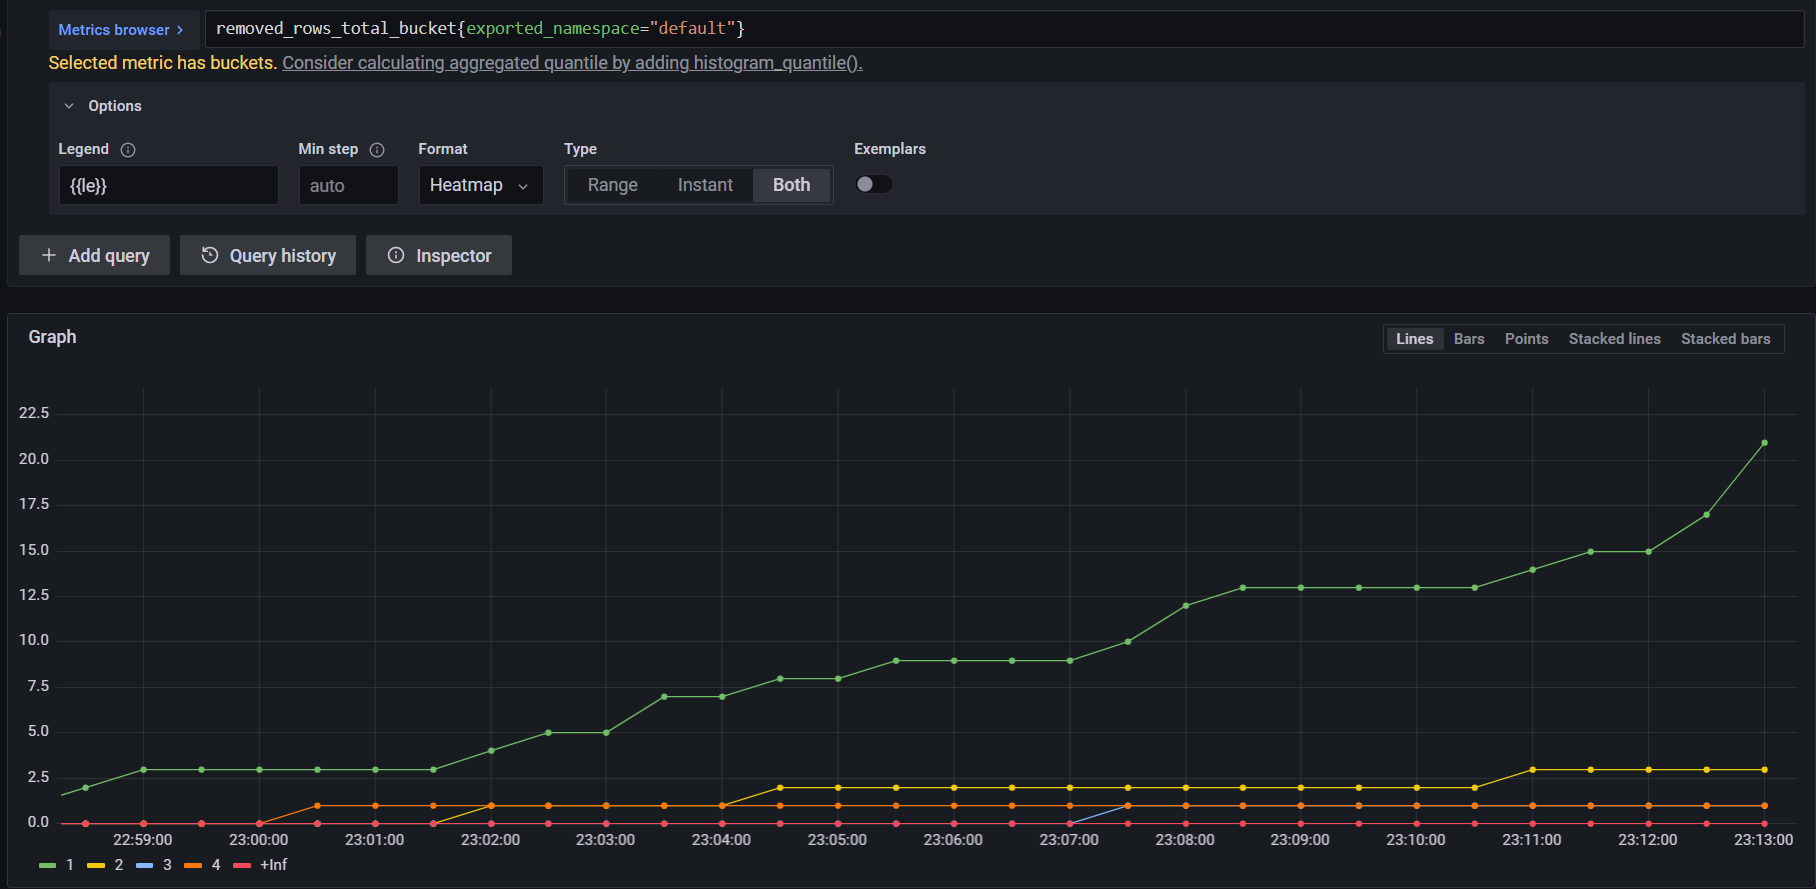 Metrics browser > removed_rows_total_bucket{exported_namespace="default"}
Selected metric has buckets. Consider calculating aggregated quantile by adding histogram_quantile().
Options
Legend Min step Format Type Exemplars
{{le}} auto Heatmap Range Instant Both
+ Add query Query history Inspector
Graph Lines Bars Points Stacked lines Stacked bars
22.5
20.0
17.5
15.0
12.5
10.0
7.5
5.0
2.5
0.0
22:59:00 23:00:00 23:01:00 23:02:00 23:03:00 23:04:00 23:05:00 23:06:00 23:07:00 23:08:00 23:09:00 23:10:00 23:11:00 23:12:00 23:13:00
1 2 3 4 +Inf